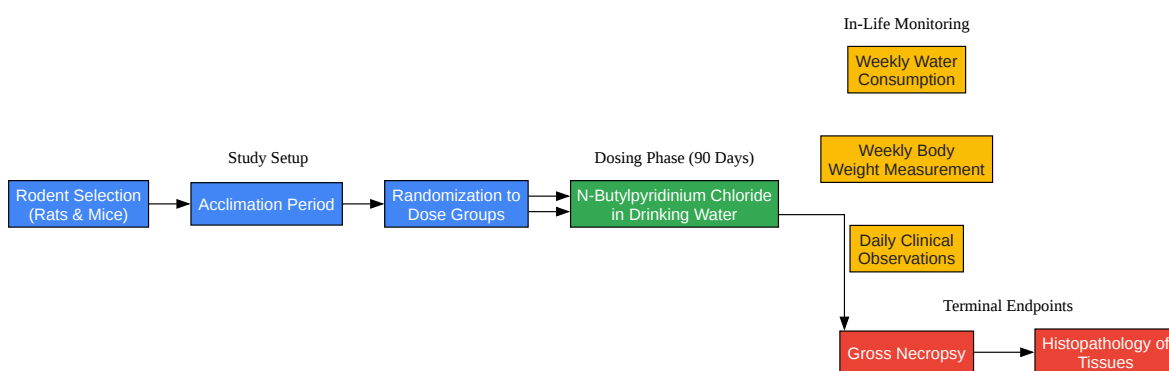 In-Life Monitoring
Weekly Water
Consumption
Weekly Body
Weight Measurement
Daily Clinical
Observations
Study Setup
Rodent Selection
(Rats & Mice)
Acclimation Period
Randomization to
Dose Groups
Dosing Phase (90 Days)
N-Butylpyridinium Chloride
in Drinking Water
Terminal Endpoints
Gross Necropsy
Histopathology of
Tissues